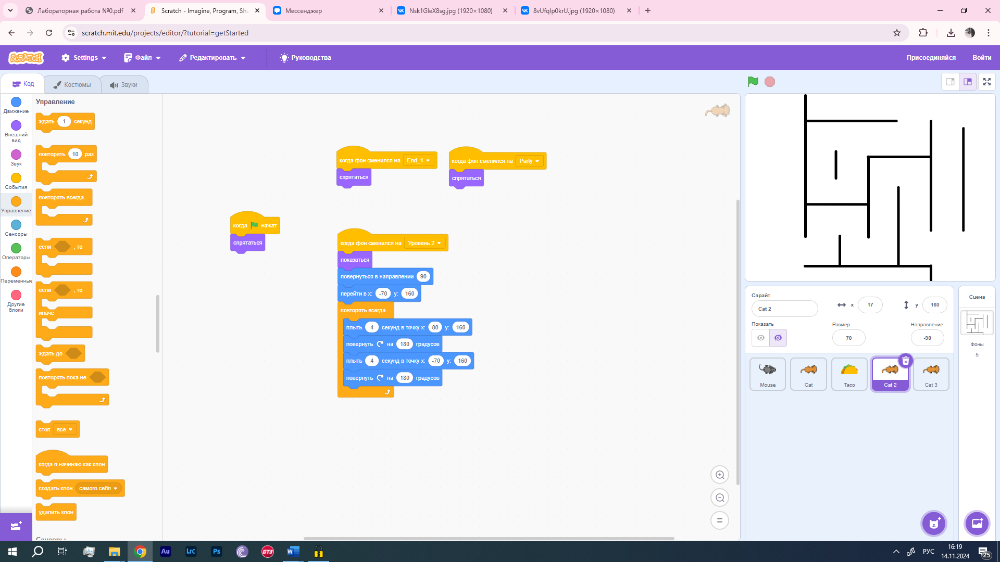 Лабораторная работа №0.pdf
Scratch - Imagine, Program, Sha
Мессенджер
Nsk1GIeX8sg.jpg (1920×1080)
8vUfqIp0krU.jpg (1920×1080)
scratch.mit.edu/projects/editor/?tutorial=getStarted
SCRATCH
Settings
Файл
Редактировать
Руководства
Присоединяйся
Войти
Код
Костюмы
Звуки
Движение
Внешний
вид
Звук
События
Управление
Сенсоры
Операторы
Переменные
Другие
блоки
Управление
ждать 1 секунд
повторить 10 раз
повторять всегда
если , то
если , то
иначе
ждать до
повторять пока не
стоп все
когда я начинаю как клон
создать клон самого себя
удалить клон
Сенсоры
когда фон сменился на End_1
спрятаться
когда фон сменился на Party
спрятаться
когда нажат
спрятаться
когда фон сменился на Уровень 2
показаться
повернуться в направлении 90
перейти в x: -70 y: 160
повторять всегда
плыть 4 секунд в точку x: 80 y: 160
повернуть на 180 градусов
плыть 4 секунд в точку x: -70 y: 160
повернуть на 180 градусов
Спрайт
Cat 2
x 17
y 160
Показать
Размер
70
Направление
-90
Mouse
Cat
Taco
Cat 2
Cat 3
Сцена
Фоны
5
Au
Lrc
Ps
GT3
W
РУС
16:19
14.11.2024
25